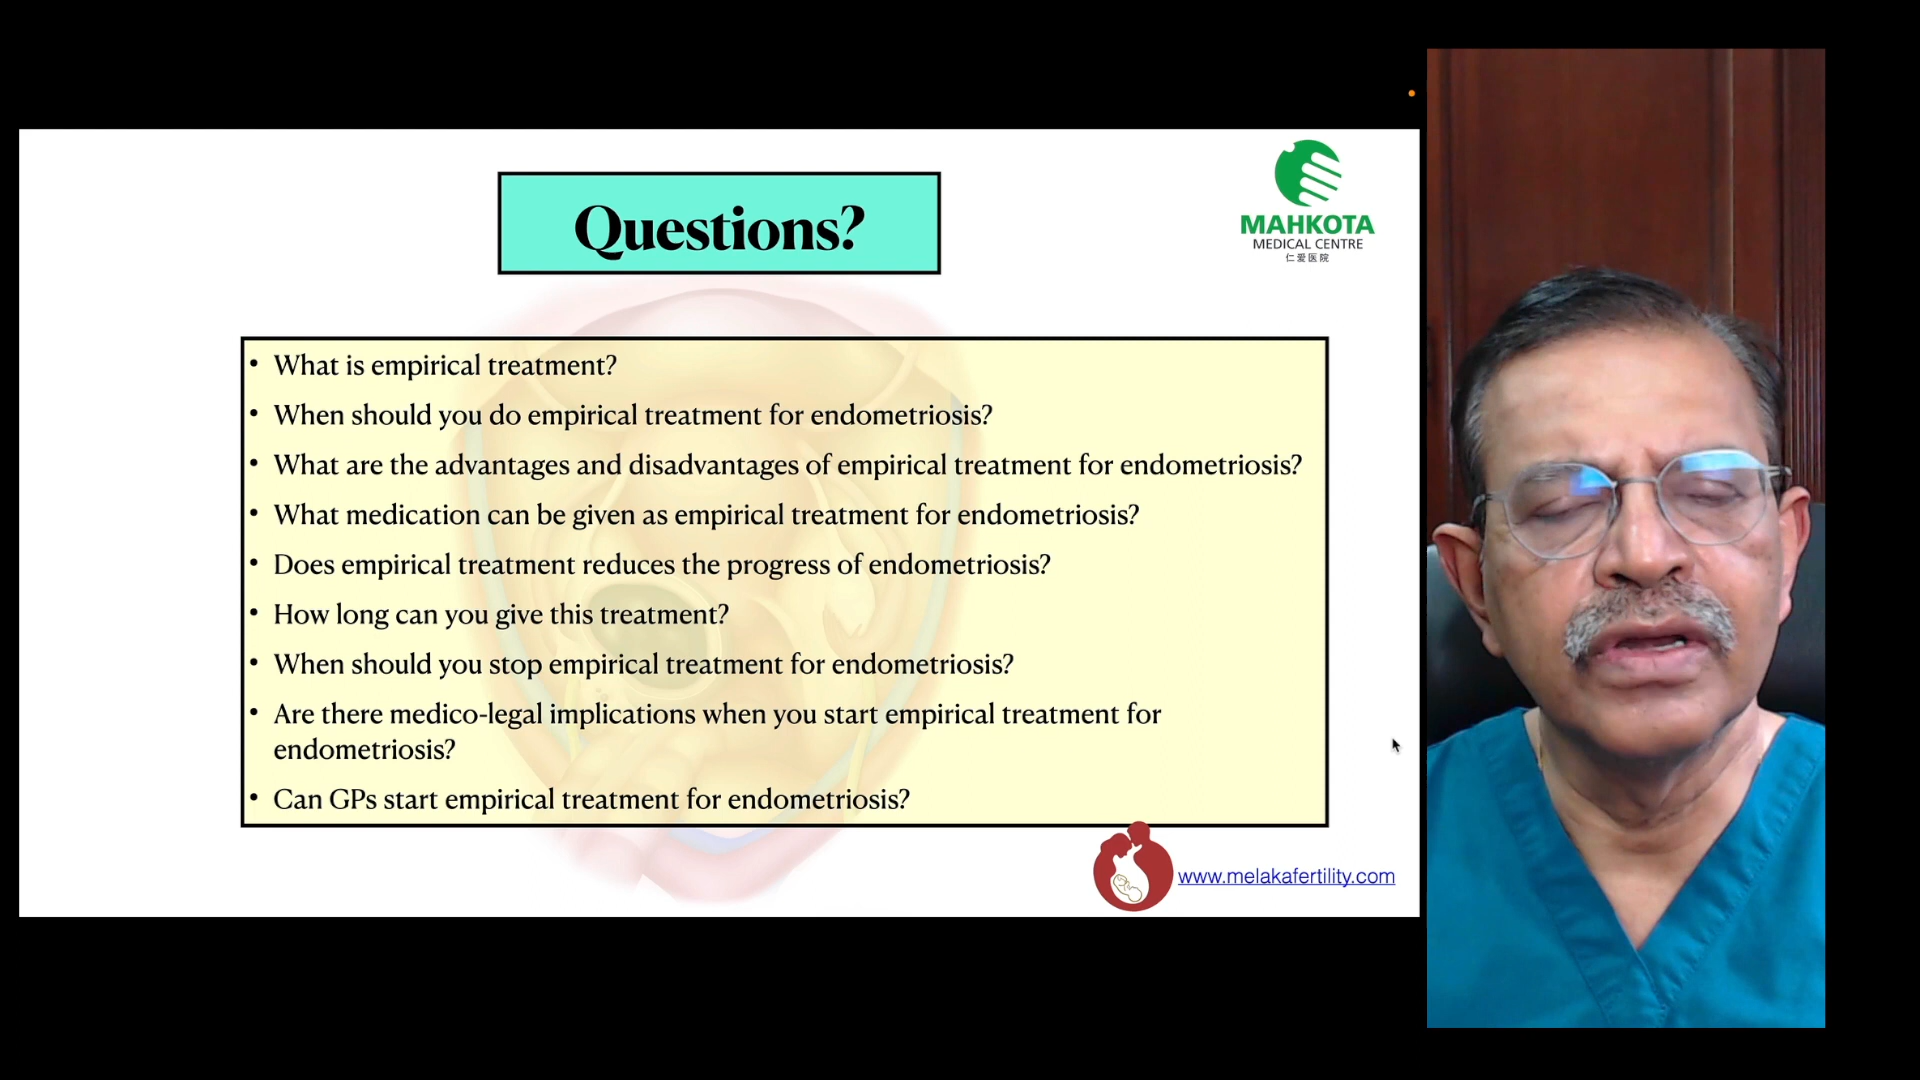 Questions?
MAHKOTA
MEDICAL CENTRE
仁爱医院
• What is empirical treatment?
• When should you do empirical treatment for endometriosis?
• What are the advantages and disadvantages of empirical treatment for endometriosis?
• What medication can be given as empirical treatment for endometriosis?
• Does empirical treatment reduces the progress of endometriosis?
• How long can you give this treatment?
• When should you stop empirical treatment for endometriosis?
• Are there medico-legal implications when you start empirical treatment for
endometriosis?
• Can GPs start empirical treatment for endometriosis?
www.melakafertility.com